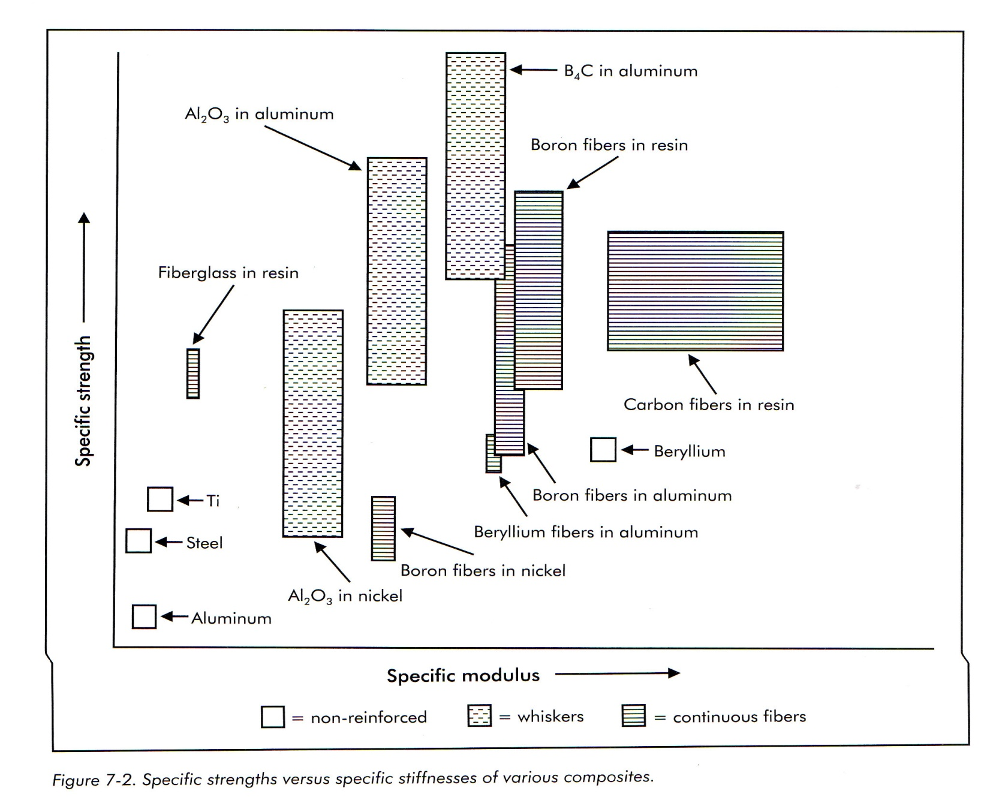 B₄C in aluminum
Al₂O₃ in aluminum
Boron fibers in resin
Fiberglass in resin
Carbon fibers in resin
Beryllium
Boron fibers in aluminum
Ti
Beryllium fibers in aluminum
Steel
Boron fibers in nickel
Al₂O₃ in nickel
Aluminum
Specific strength
Specific modulus
= non-reinforced
= whiskers
= continuous fibers
Figure 7-2. Specific strengths versus specific stiffnesses of various composites.